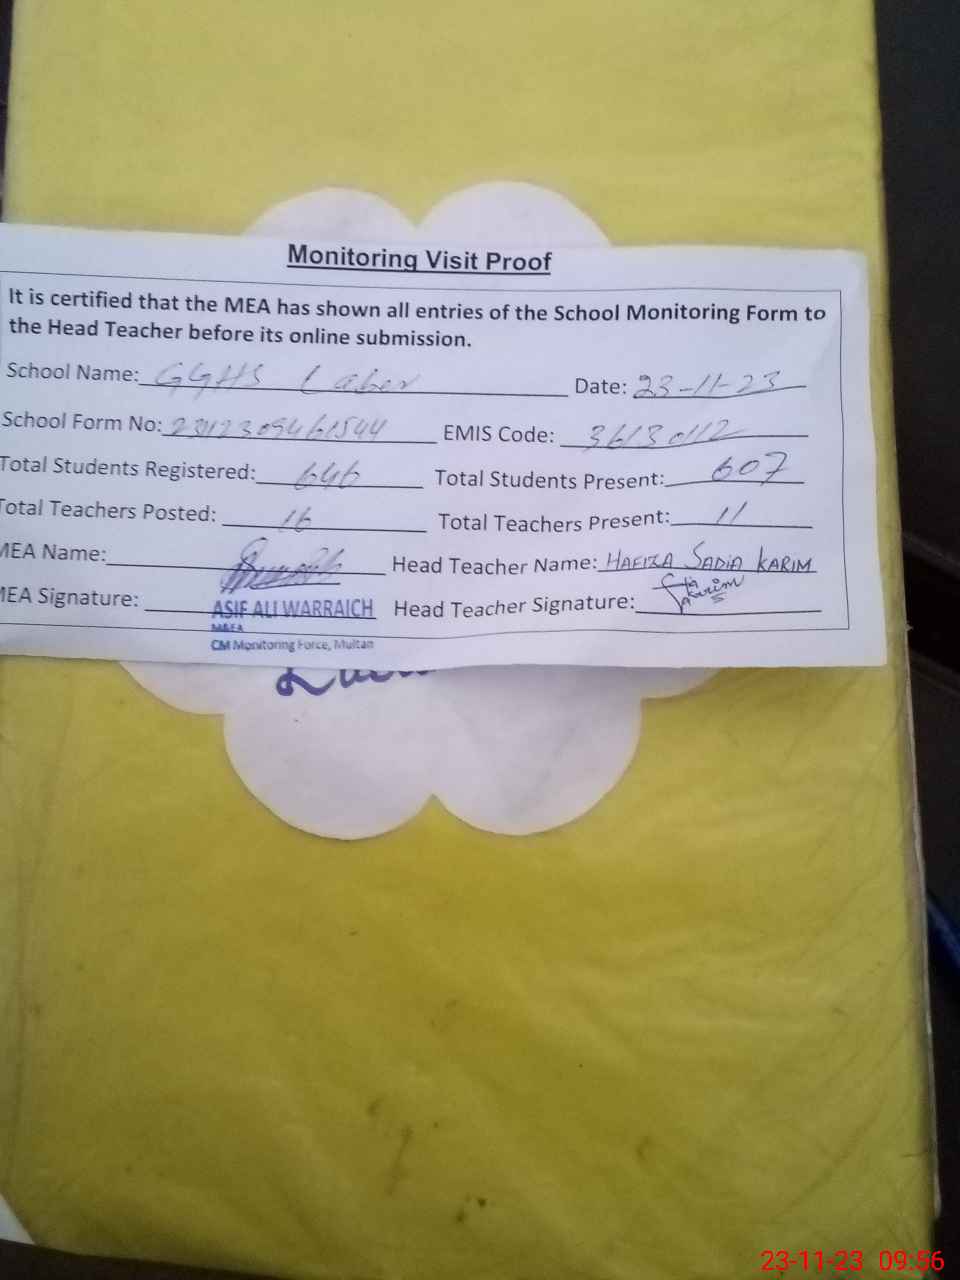 Monitoring Visit Proof
It is certified that the MEA has shown all entries of the School Monitoring Form to
the Head Teacher before its online submission.
School Name: GGHS Laber Date: 23-11-23
School Form No: EMIS Code: 36130112
Total Students Registered: 646 Total Students Present: 607
Total Teachers Posted: 16 Total Teachers Present: 11
MEA Name: Head Teacher Name: HAFIZA SADIA KARIM
MEA Signature: ASIF ALI WARRAICH Head Teacher Signature: Karim
M&EA
CM Monitoring Force, Multan
23-11-23 09:56